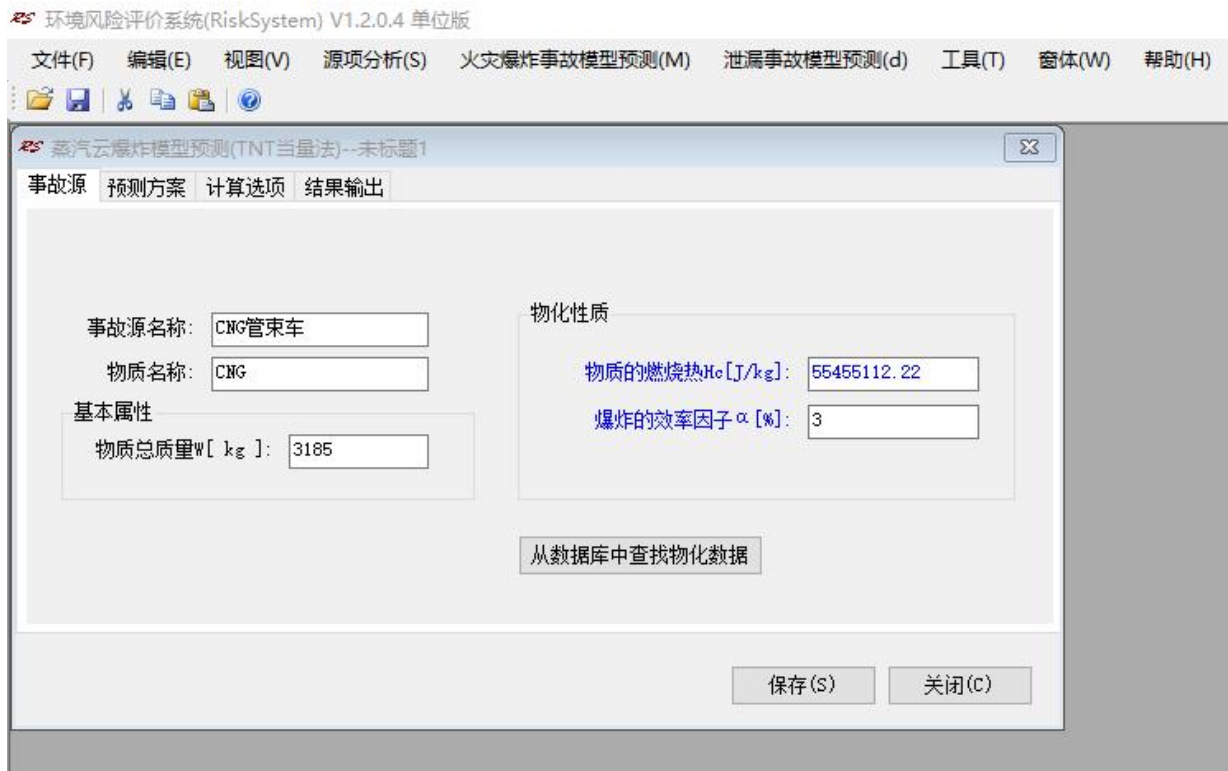 RS 环境风险评价系统(RiskSystem) V1.2.0.4 单位版
文件(F) 编辑(E) 视图(V) 源项分析(S) 火灾爆炸事故模型预测(M) 泄漏事故模型预测(d) 工具(T) 窗体(W) 帮助(H)
RS 蒸汽云爆炸模型预测(TNT当量法)--未标题1
事故源 预测方案 计算选项 结果输出
事故源名称: CNG管束车
物质名称: CNG
基本属性
物质总质量W[ kg ]: 3185
物化性质
物质的燃烧热Hc[J/kg]: 55455112.22
爆炸的效率因子α[%]: 3
从数据库中查找物化数据
保存(S) 关闭(C)